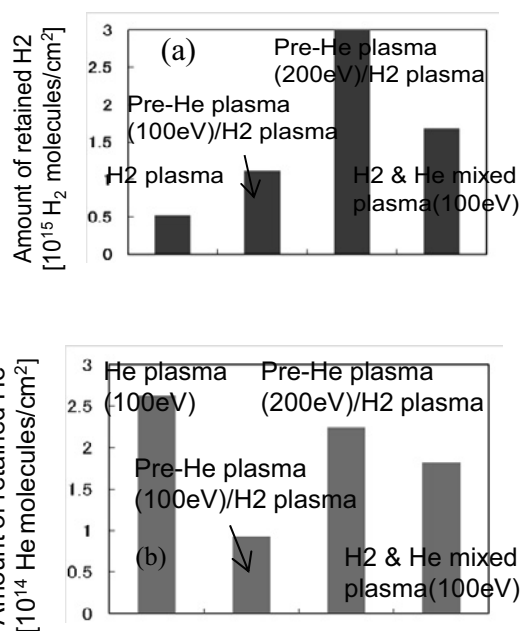 Amount of retained H2
[10¹⁵ H₂ molecules/cm²]
3
2.5
2
1.5
1
0.5
0
(a)
Pre-He plasma
(200eV)/H2 plasma
Pre-He plasma
(100eV)/H2 plasma
H2 plasma
H2 & He mixed
plasma(100eV)
Amount of retained He
[10¹⁴ He molecules/cm²]
3
2.5
2
1.5
1
0.5
0
He plasma
(100eV)
Pre-He plasma
(200eV)/H2 plasma
Pre-He plasma
(100eV)/H2 plasma
(b)
H2 & He mixed
plasma(100eV)